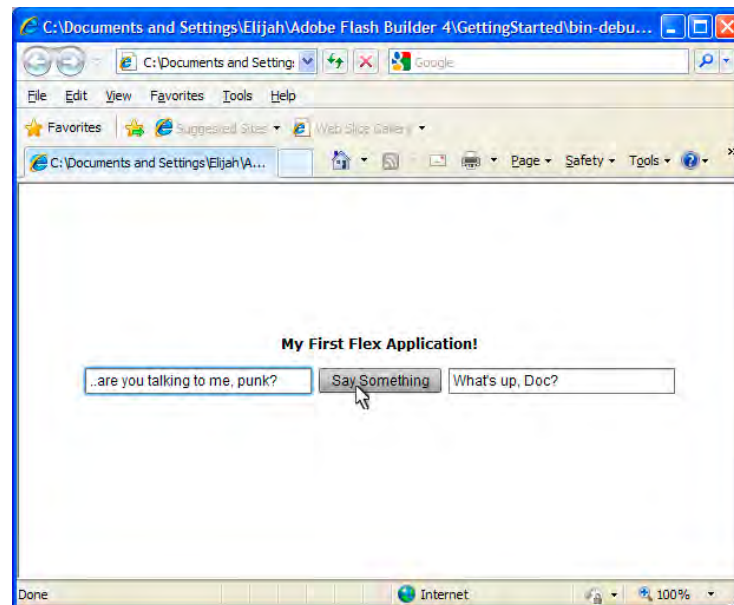 C:\Documents and Settings\Elijah\Adobe Flash Builder 4\GettingStarted\bin-debu...
C:\Documents and Setting: Google
File Edit View Favorites Tools Help
Favorites Suggested Sites Web Slice Gallery
C:\Documents and Settings\Elijah\A... Page Safety Tools »
My First Flex Application!
..are you talking to me, punk? Say Something What's up, Doc?
Done Internet 100%